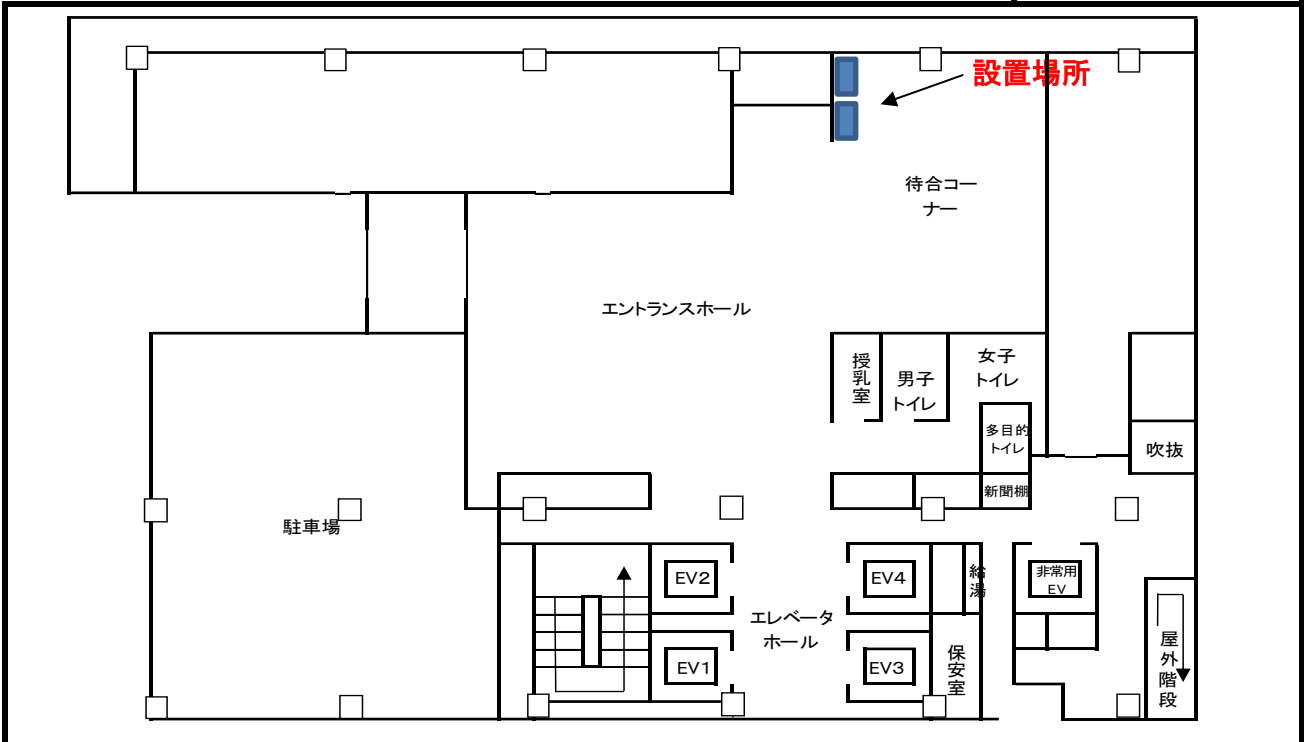 設置場所
待合コー
ナー
エントランスホール
授乳室
男子
トイレ
女子
トイレ
多目的
トイレ
吹抜
新聞棚
駐車場
EV2
EV4
給湯
非常用
EV
エレベータ
ホール
EV1
EV3
保安室
屋外階段